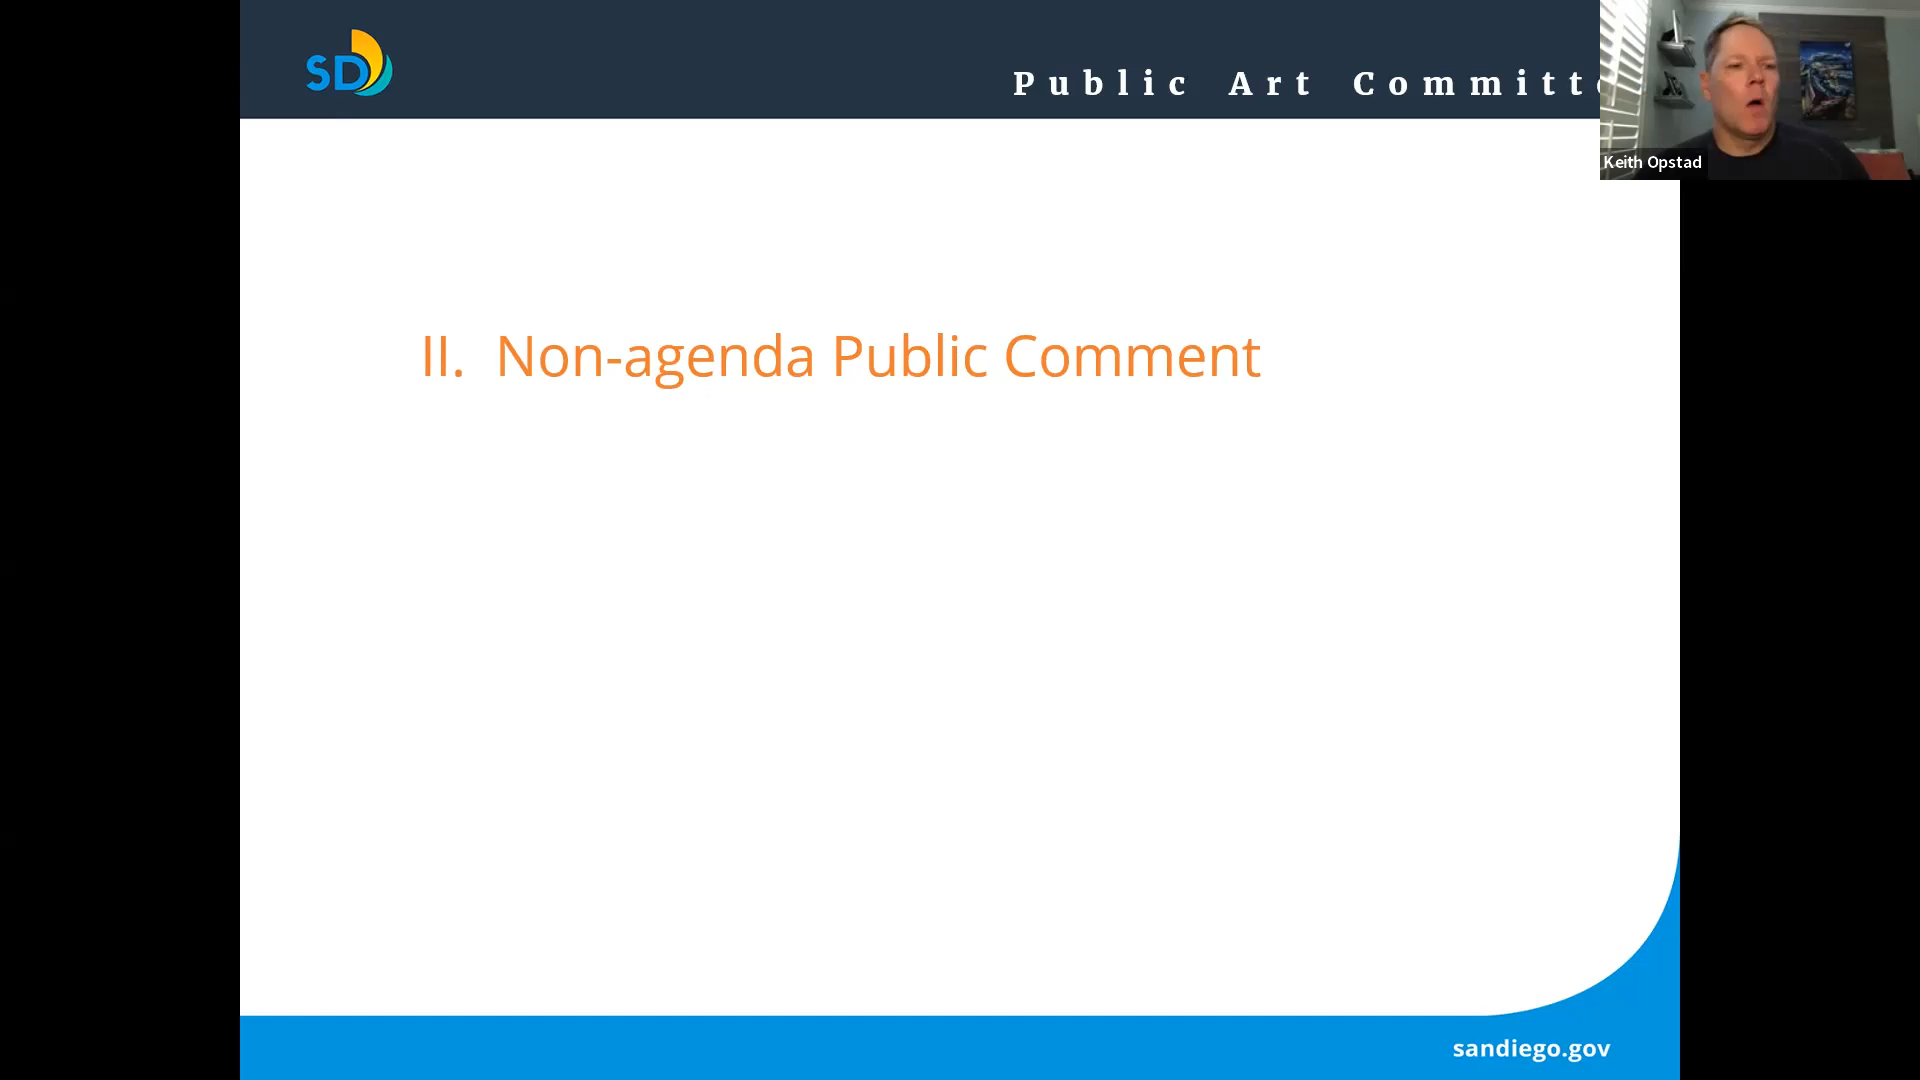 SD
Public Art Committ
Keith Opstad
II. Non-agenda Public Comment
sandiego.gov